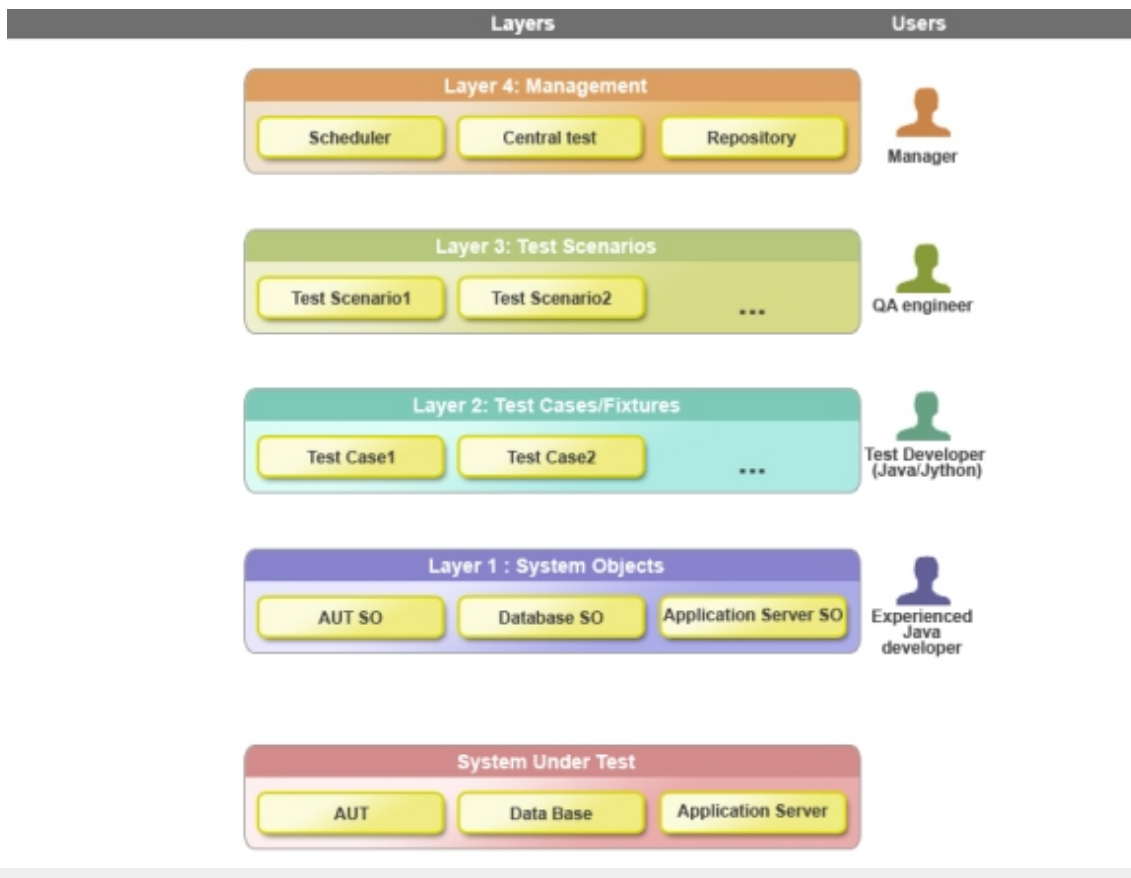 Layers Users
Layer 4: Management
Scheduler Central test Repository
Manager
Layer 3: Test Scenarios
Test Scenario1 Test Scenario2 ...
QA engineer
Layer 2: Test Cases/Fixtures
Test Case1 Test Case2 ...
Test Developer
(Java/Jython)
Layer 1 : System Objects
AUT SO Database SO Application Server SO
Experienced
Java
developer
System Under Test
AUT Data Base Application Server